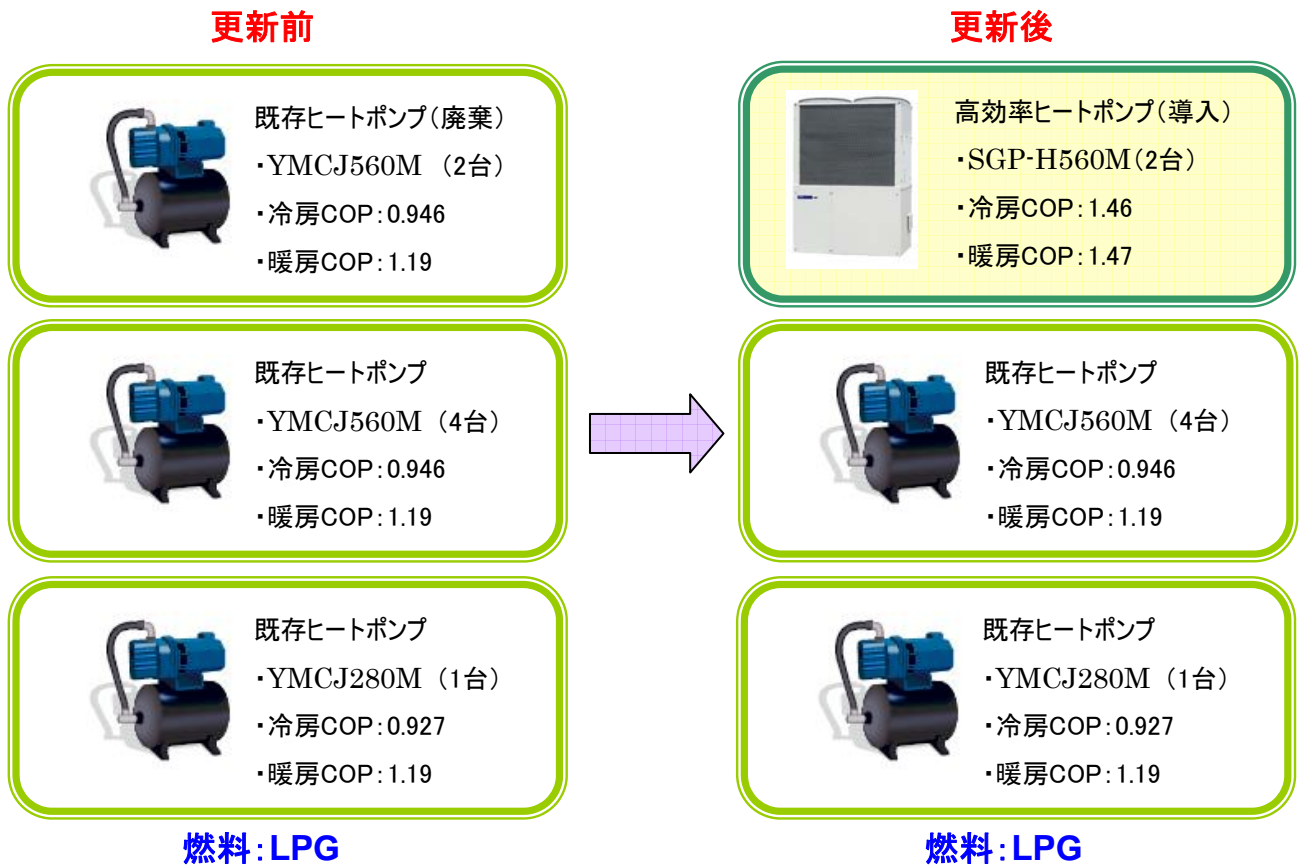 更新前
既存ヒートポンプ(廃棄)
・YMCJ560M (2台)
・冷房COP:0.946
・暖房COP:1.19
既存ヒートポンプ
・YMCJ560M (4台)
・冷房COP:0.946
・暖房COP:1.19
既存ヒートポンプ
・YMCJ280M (1台)
・冷房COP:0.927
・暖房COP:1.19
燃料:LPG
更新後
高効率ヒートポンプ(導入)
・SGP-H560M(2台)
・冷房COP:1.46
・暖房COP:1.47
既存ヒートポンプ
・YMCJ560M (4台)
・冷房COP:0.946
・暖房COP:1.19
既存ヒートポンプ
・YMCJ280M (1台)
・冷房COP:0.927
・暖房COP:1.19
燃料:LPG